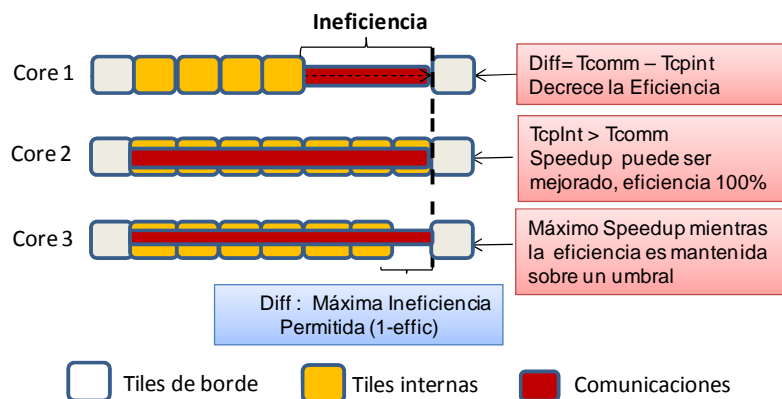 Ineficiencia
Core 1
Diff= Tcomm – Tcpint
Decrece la Eficiencia
Core 2
TcpInt > Tcomm
Speedup puede ser
mejorado, eficiencia 100%
Core 3
Máximo Speedup mientras
la eficiencia es mantenida
sobre un umbral
Diff : Máxima Ineficiencia
Permitida (1-effic)
Tiles de borde
Tiles internas
Comunicaciones